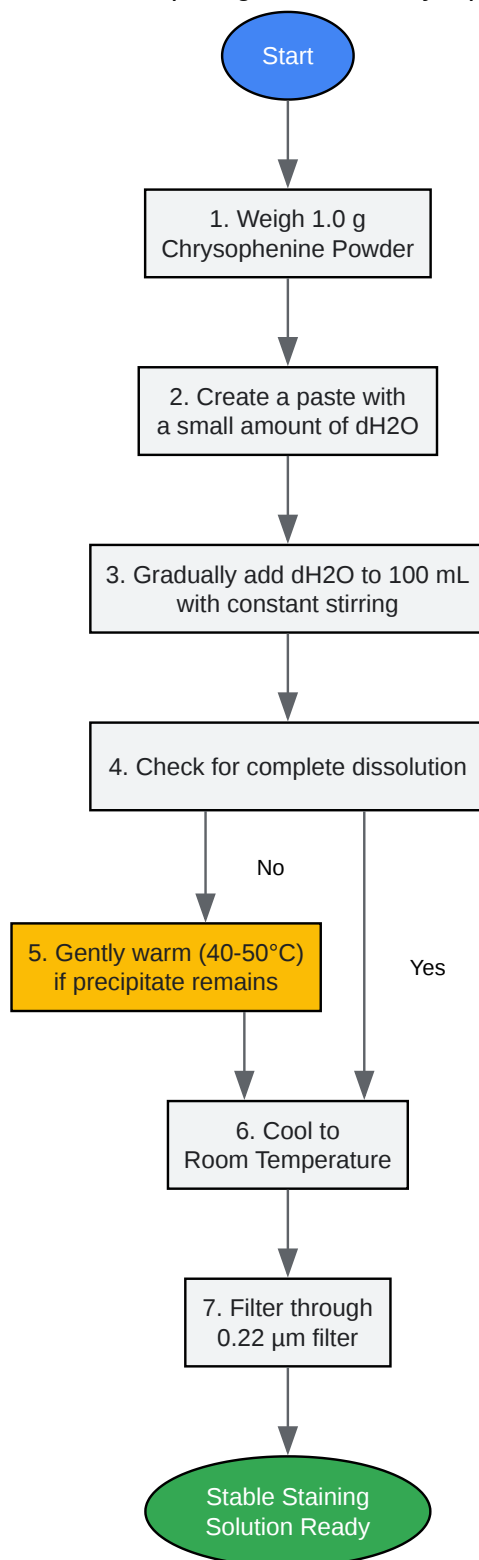 Start
1. Weigh 1.0 g
Chrysophenine Powder
2. Create a paste with
a small amount of dH2O
3. Gradually add dH2O to 100 mL
with constant stirring
4. Check for complete dissolution
No
5. Gently warm (40-50°C)
if precipitate remains
Yes
6. Cool to
Room Temperature
7. Filter through
0.22 µm filter
Stable Staining
Solution Ready